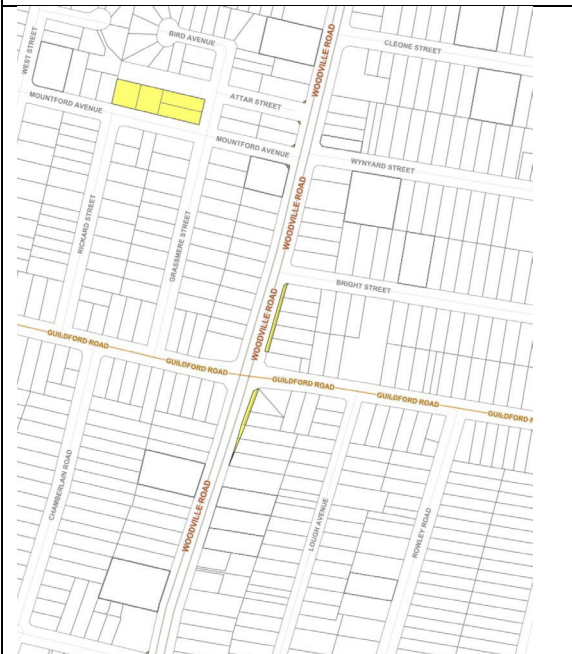 WEST STREET
BIRD AVENUE
WOODVILLE ROAD
CLEONE STREET
MOUNTFORD AVENUE
ATTAR STREET
MOUNTFORD AVENUE
WYNYARD STREET
RICKARD STREET
GRASSMERE STREET
WOODVILLE ROAD
BRIGHT STREET
WOODVILLE ROAD
GUILDFORD ROAD
GUILDFORD ROAD
GUILDFORD ROAD
GUILDFORD R
GUILDFORD ROAD
CHAMBERLAIN ROAD
WOODVILLE ROAD
LOUGH AVENUE
ROWLEY ROAD